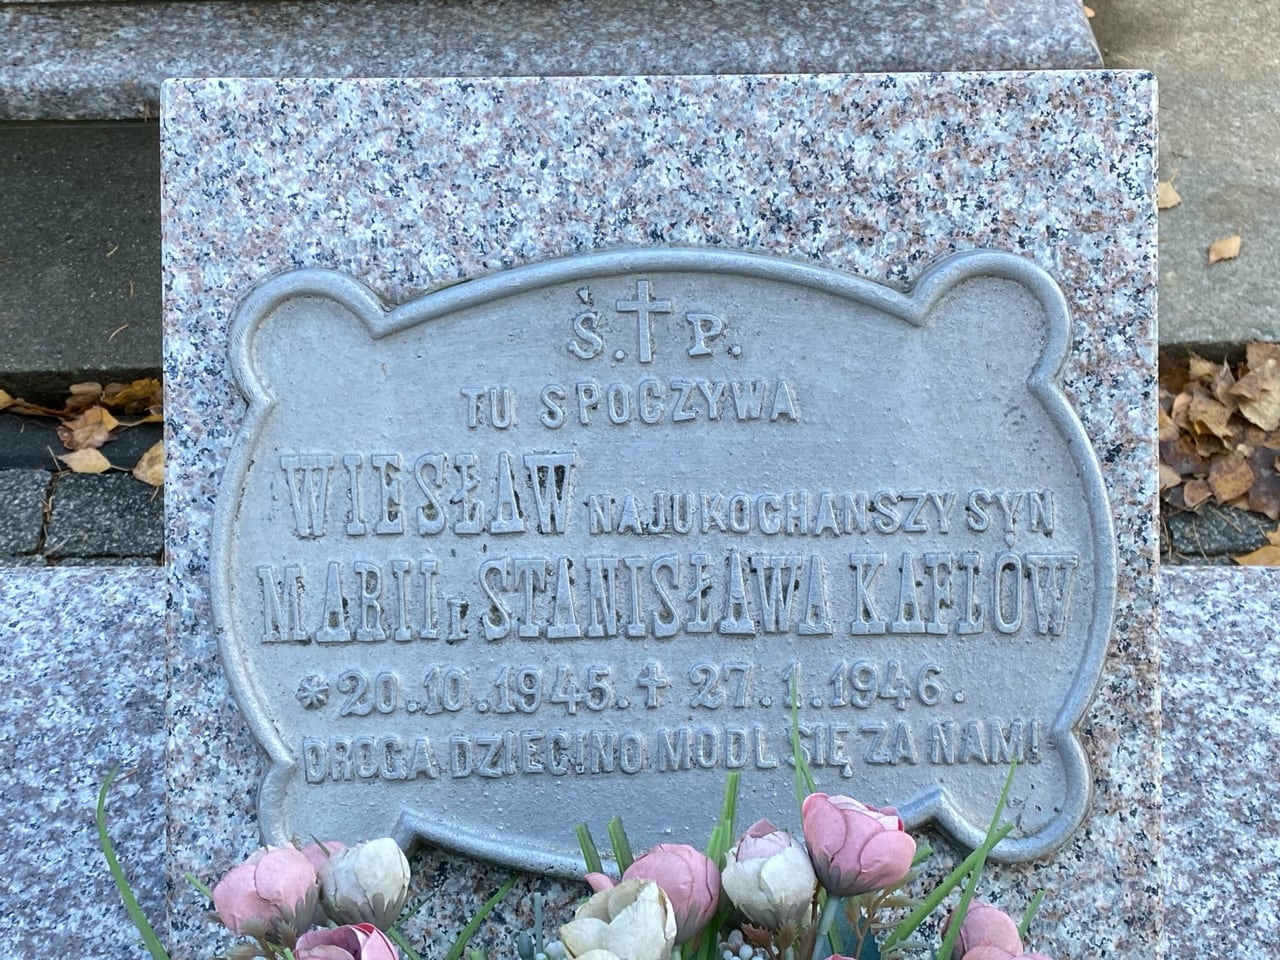 Ś. † P.
TU SPOCZYWA
WIESŁAW NAJUKOCHAŃSZY SYN
MARII I STANISŁAWA KAFLÓW
* 20.10.1945. † 27.1.1946.
DROGA DZIECINO MODL SIĘ ZA NAMI